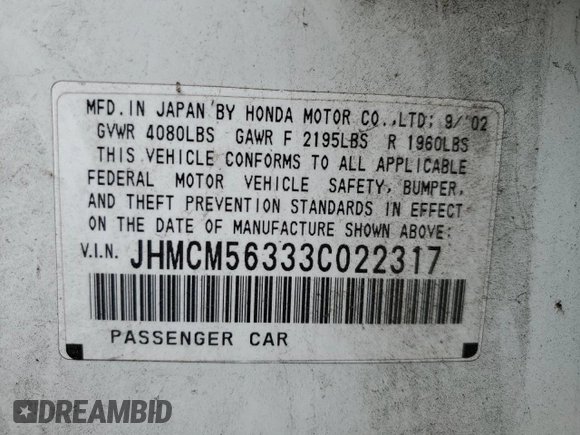 MFD. IN JAPAN BY HONDA MOTOR CO.,LTD; 9/'02
GVWR 4080LBS GAWR F 2195LBS R 1960LBS
THIS VEHICLE CONFORMS TO ALL APPLICABLE
FEDERAL MOTOR VEHICLE SAFETY, BUMPER,
AND THEFT PREVENTION STANDARDS IN EFFECT
ON THE DATE OF MANUFACTURE SHOWN ABOVE:
V.I.N. JHMCM56333C022317
PASSENGER CAR
DREAMBID